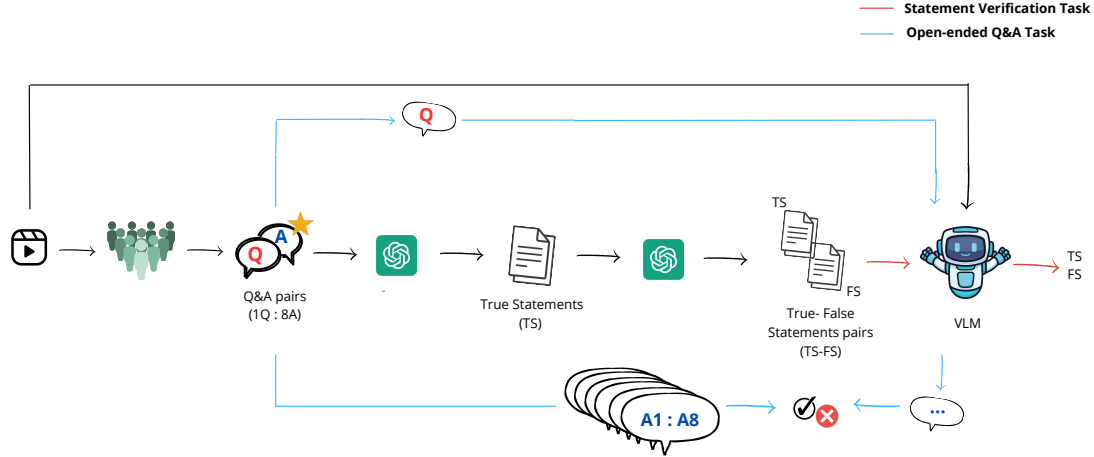 Statement Verification Task
Open-ended Q&A Task
Q
TS
A
Q
TS
FS
FS
Q&A pairs
(1Q : 8A)
True Statements
(TS)
True- False
Statements pairs
(TS-FS)
VLM
A1 : A8
...